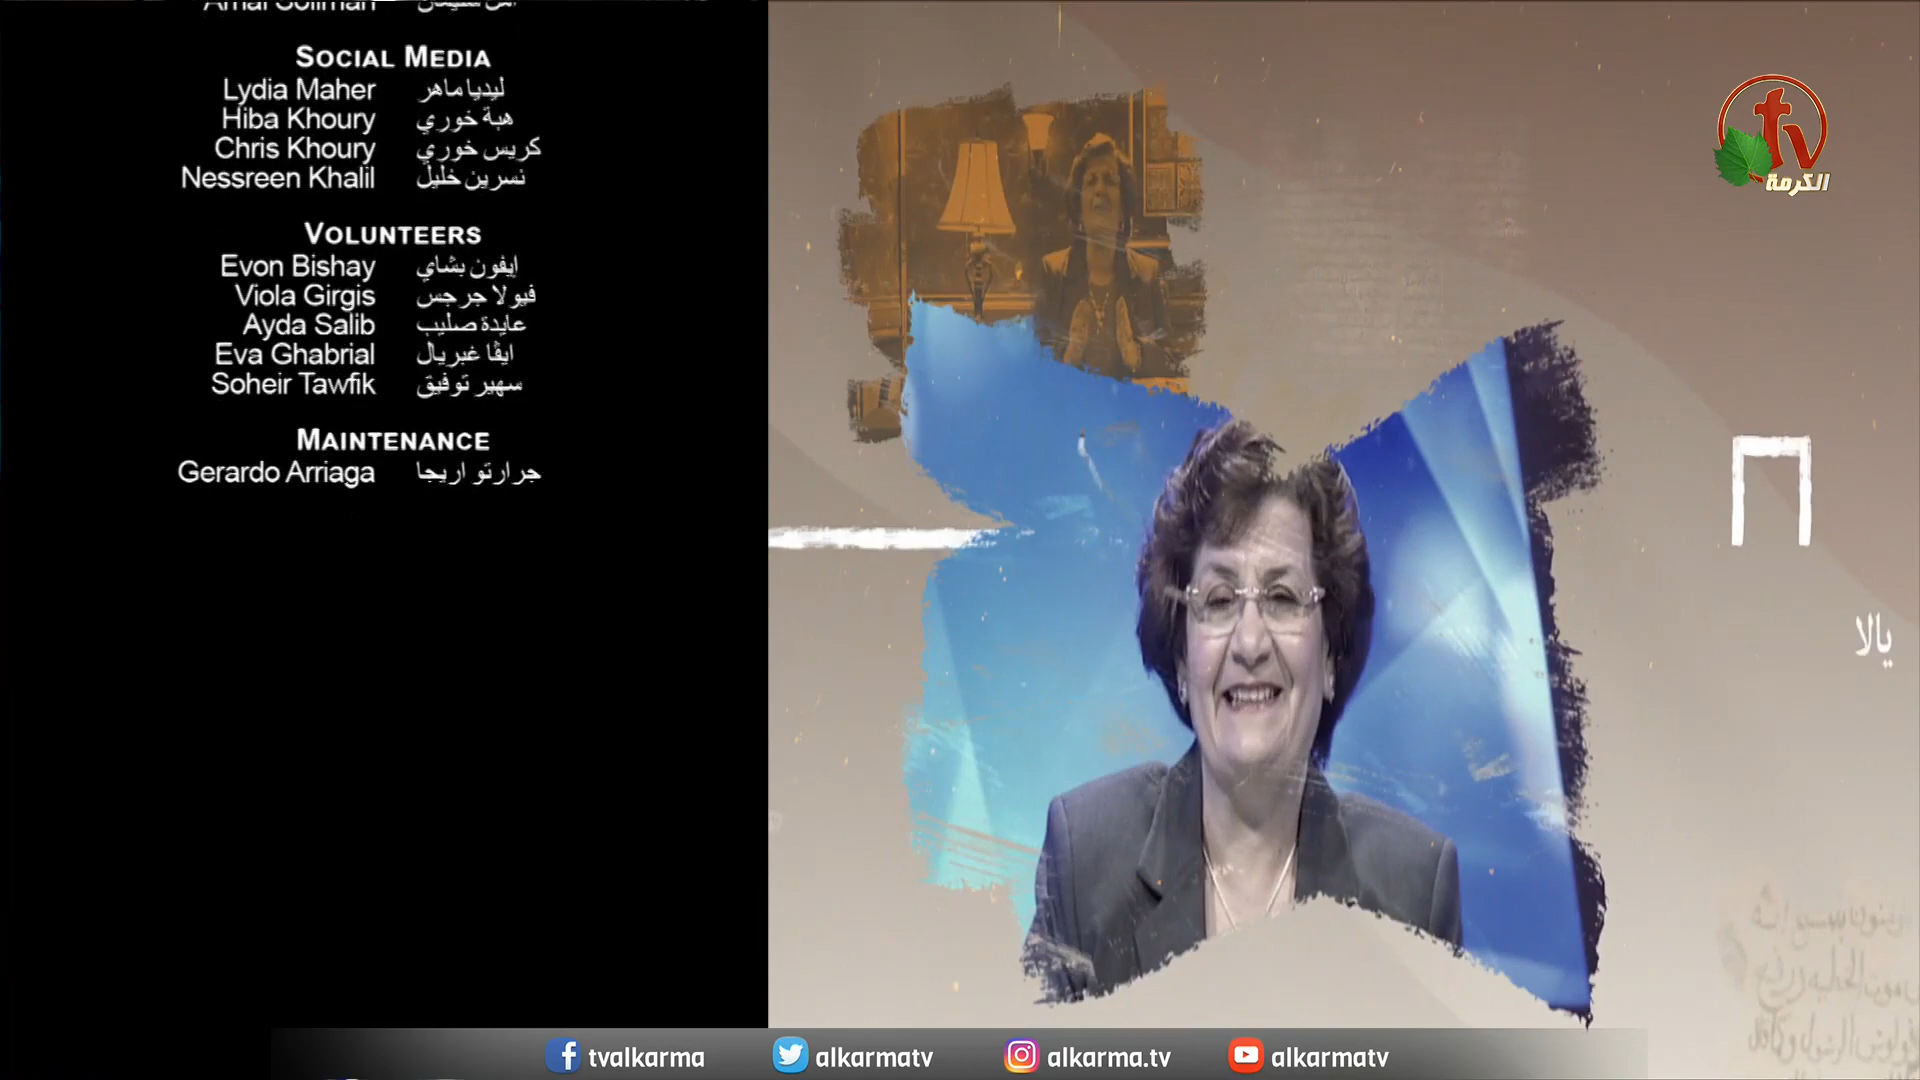 SOCIAL MEDIA
Lydia Maher ليديا ماهر
Hiba Khoury هبة خوري
Chris Khoury كريس خوري
Nessreen Khalil نسرين خليل
VOLUNTEERS
Evon Bishay إيفون بشاي
Viola Girgis فيولا جرجس
Ayda Salib عايدة صليب
Eva Ghabrial ايڤا غبريال
Soheir Tawfik سهير توفيق
MAINTENANCE
Gerardo Arriaga جرارتو اريجا
tv
الكرمة
يالا
tvalkarma alkarmatv alkarma.tv alkarmatv